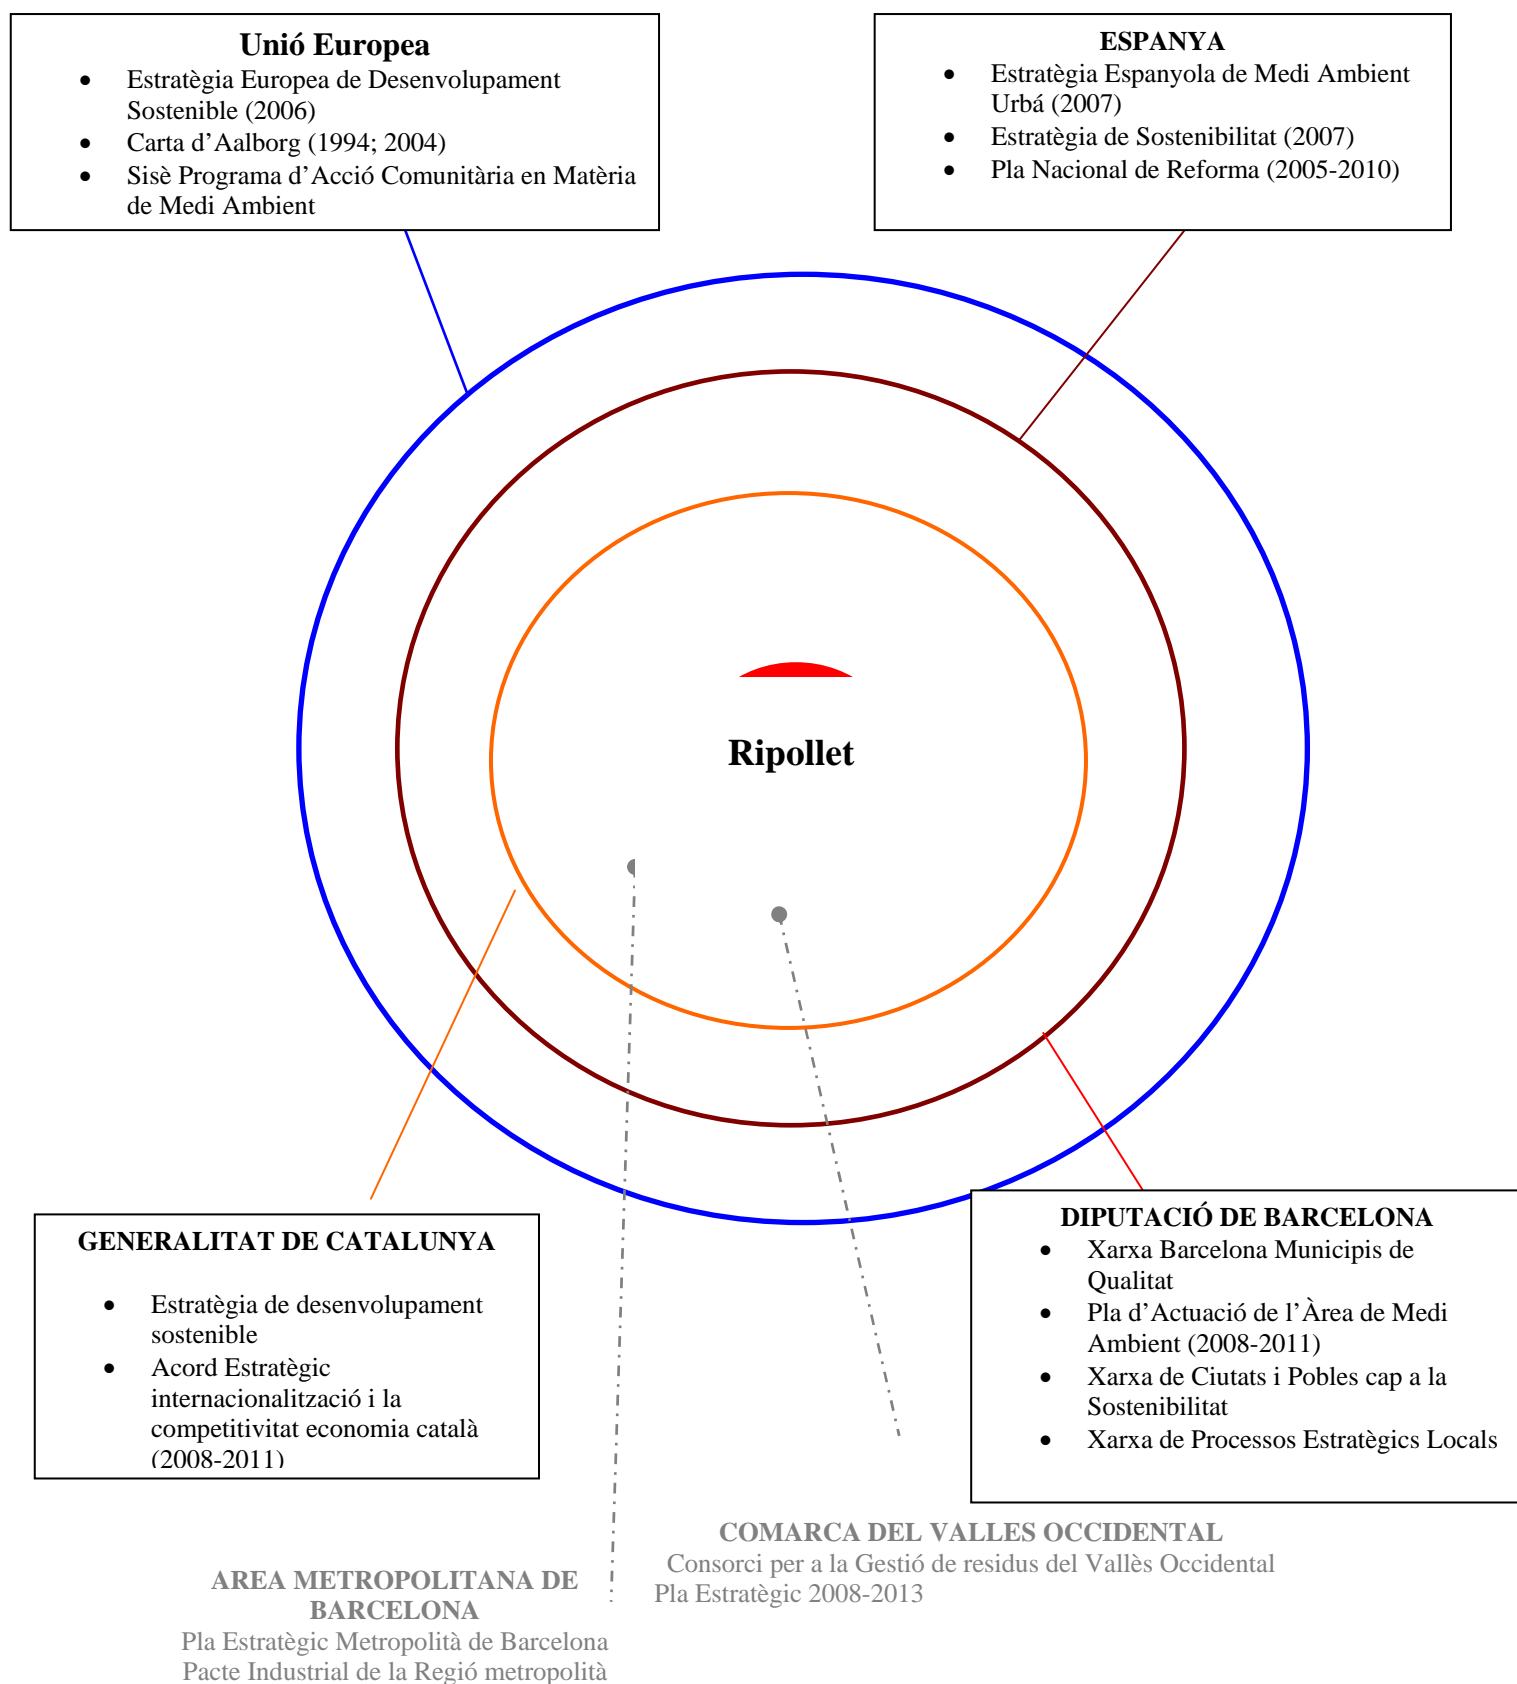 Unió Europea
• Estratègia Europea de Desenvolupament
Sostenible (2006)
• Carta d’Aalborg (1994; 2004)
• Sisè Programa d’Acció Comunitària en Matèria
de Medi Ambient
ESPANYA
• Estratègia Espanyola de Medi Ambient
Urbá (2007)
• Estratègia de Sostenibilitat (2007)
• Pla Nacional de Reforma (2005-2010)
Ripollet
GENERALITAT DE CATALUNYA
• Estratègia de desenvolupament
sostenible
• Acord Estratègic
internacionalització i la
competitivitat economia català
(2008-2011)
DIPUTACIÓ DE BARCELONA
• Xarxa Barcelona Municipis de
Qualitat
• Pla d’Actuació de l’Àrea de Medi
Ambient (2008-2011)
• Xarxa de Ciutats i Pobles cap a la
Sostenibilitat
• Xarxa de Processos Estratègics Locals
COMARCA DEL VALLES OCCIDENTAL
Consorci per a la Gestió de residus del Vallès Occidental
Pla Estratègic 2008-2013
AREA METROPOLITANA DE
BARCELONA
Pla Estratègic Metropolità de Barcelona
Pacte Industrial de la Regió metropolità